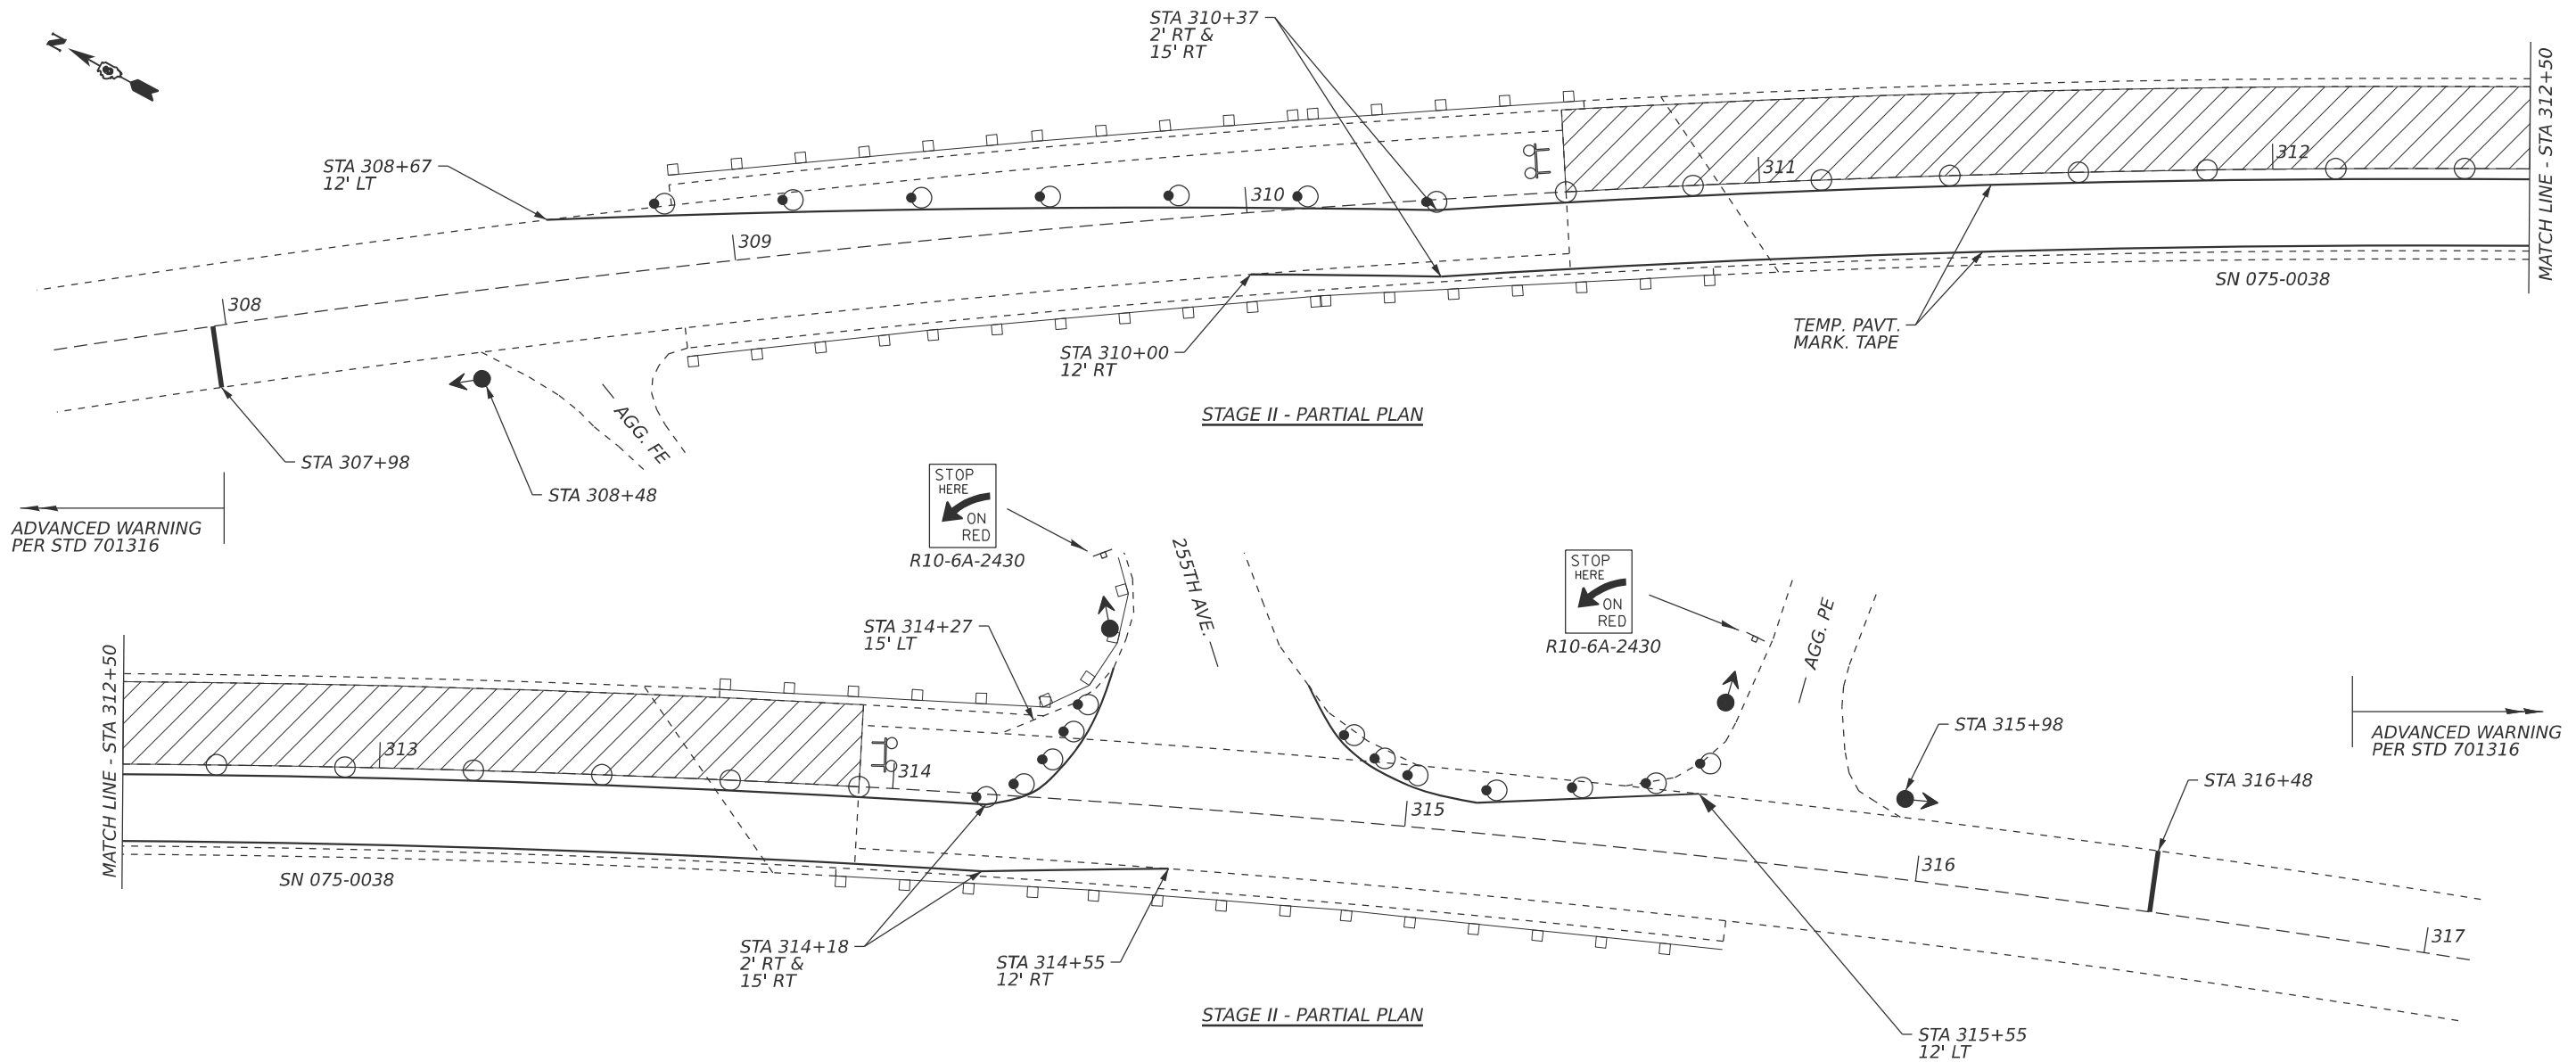 N
STA 310+37
2' RT &
15' RT
STA 308+67
12' LT
308
309
310
311
312
MATCH LINE - STA 312+50
SN 075-0038
TEMP. PAVT.
MARK. TAPE
STA 310+00
12' RT
AGG. FE
STA 307+98
STA 308+48
STAGE II - PARTIAL PLAN
ADVANCED WARNING
PER STD 701316
STOP
HERE
ON
RED
R10-6A-2430
255TH AVE.
STOP
HERE
ON
RED
R10-6A-2430
AGG. PE
STA 314+27
15' LT
MATCH LINE - STA 312+50
313
314
315
316
317
SN 075-0038
STA 315+98
ADVANCED WARNING
PER STD 701316
STA 316+48
STA 314+18
2' RT &
15' RT
STA 314+55
12' RT
STA 315+55
12' LT
STAGE II - PARTIAL PLAN